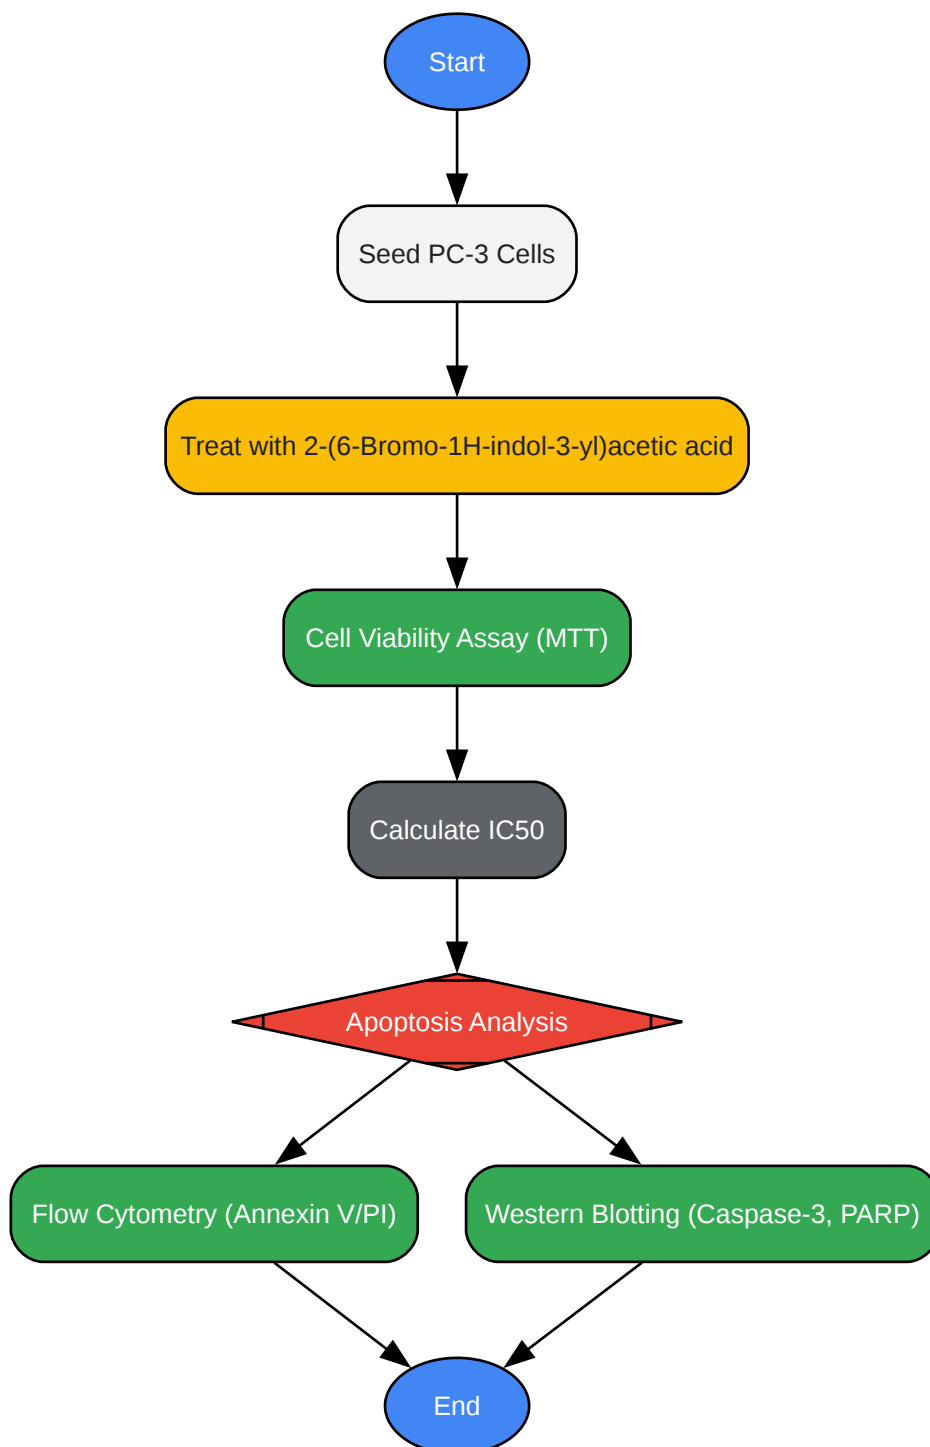 Start
Seed PC-3 Cells
Treat with 2-(6-Bromo-1H-indol-3-yl)acetic acid
Cell Viability Assay (MTT)
Calculate IC50
Apoptosis Analysis
Flow Cytometry (Annexin V/PI)
Western Blotting (Caspase-3, PARP)
End